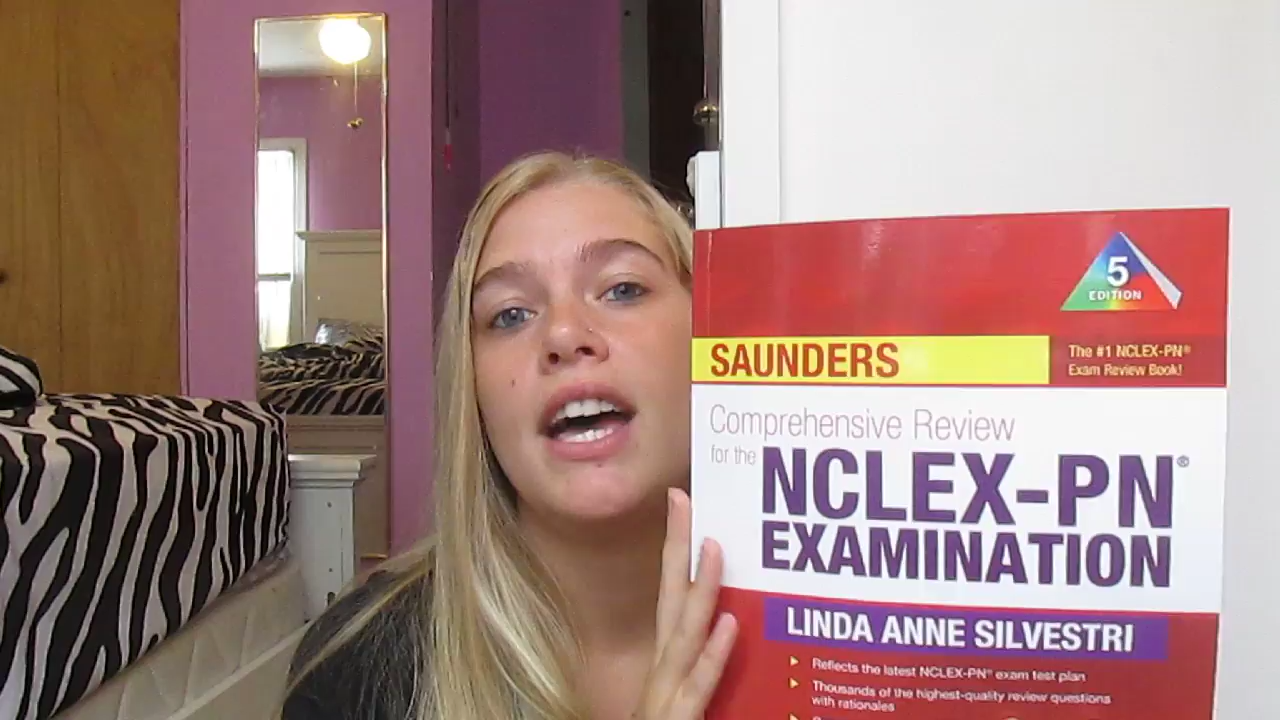 5
EDITION
SAUNDERS
The #1 NCLEX-PN®
Exam Review Book!
Comprehensive Review
for the
NCLEX-PN®
EXAMINATION
LINDA ANNE SILVESTRI
Reflects the latest NCLEX-PN® exam test plan
Thousands of the highest-quality review questions
with rationales